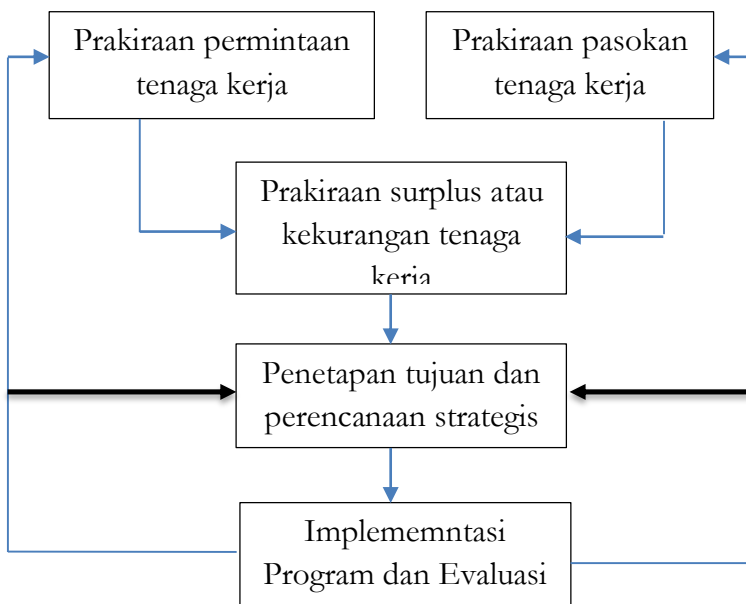 Prakiraan permintaan
tenaga kerja
Prakiraan pasokan
tenaga kerja
Prakiraan surplus atau
kekurangan tenaga
kerja
Penetapan tujuan dan
perencanaan strategis
Implememntasi
Program dan Evaluasi